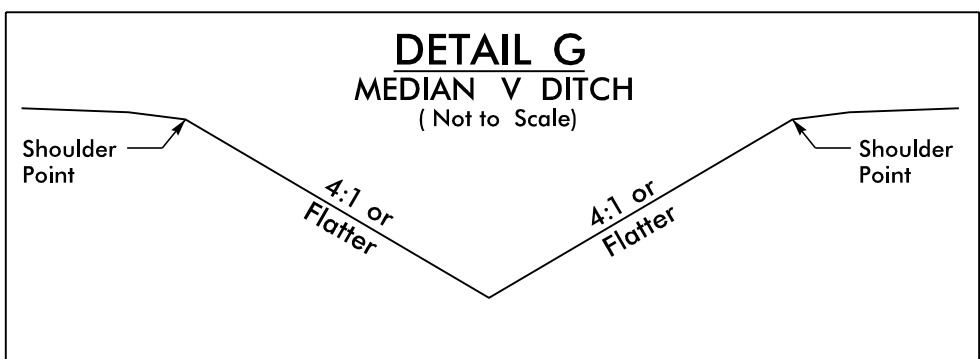 DETAIL G
MEDIAN V DITCH
( Not to Scale)
Shoulder
Point
4:1 or
Flatter
4:1 or
Flatter
Shoulder
Point